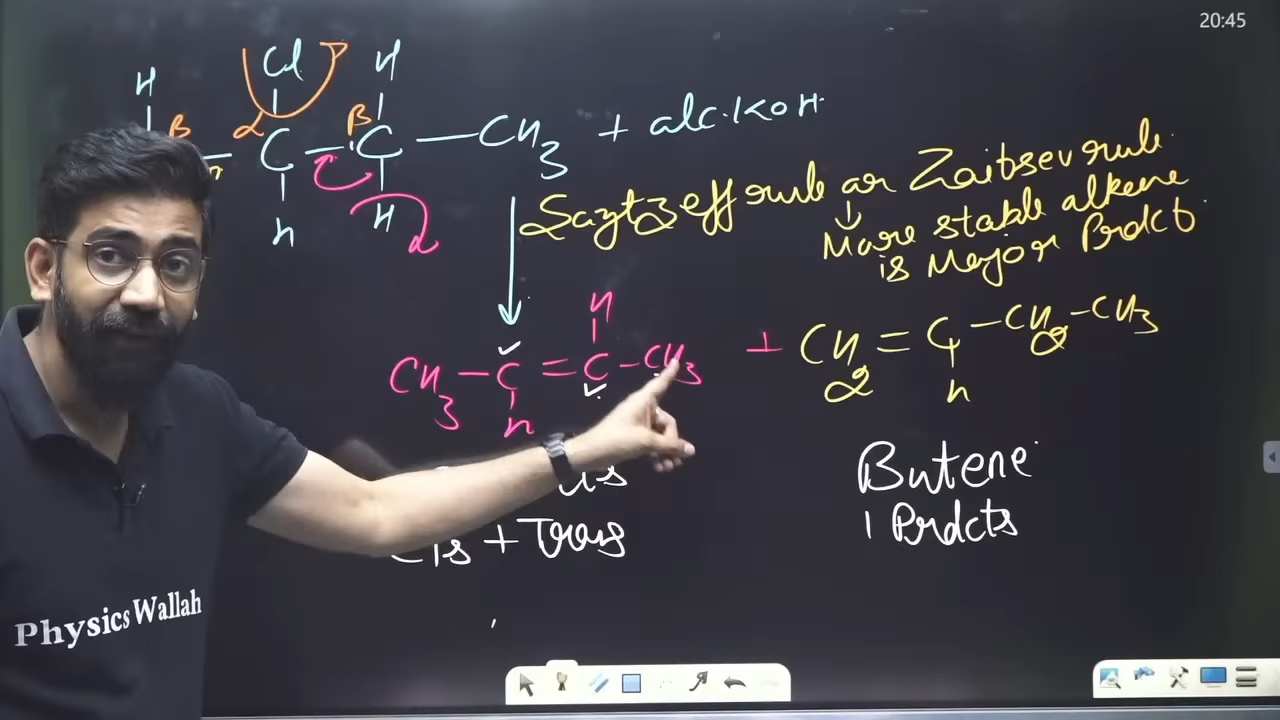 20:45
Cl H
H
β α β
C — C — CH3 + alc. KOH
H H
Saytzeff rule or Zaitsev rule
More stable alkene
is Major Prdct
H
CH3 — C = C — CH3 + CH2 = C — CH2 — CH3
H H
Butene
Cis + Trans
1 Prdcts
Physics Wallah